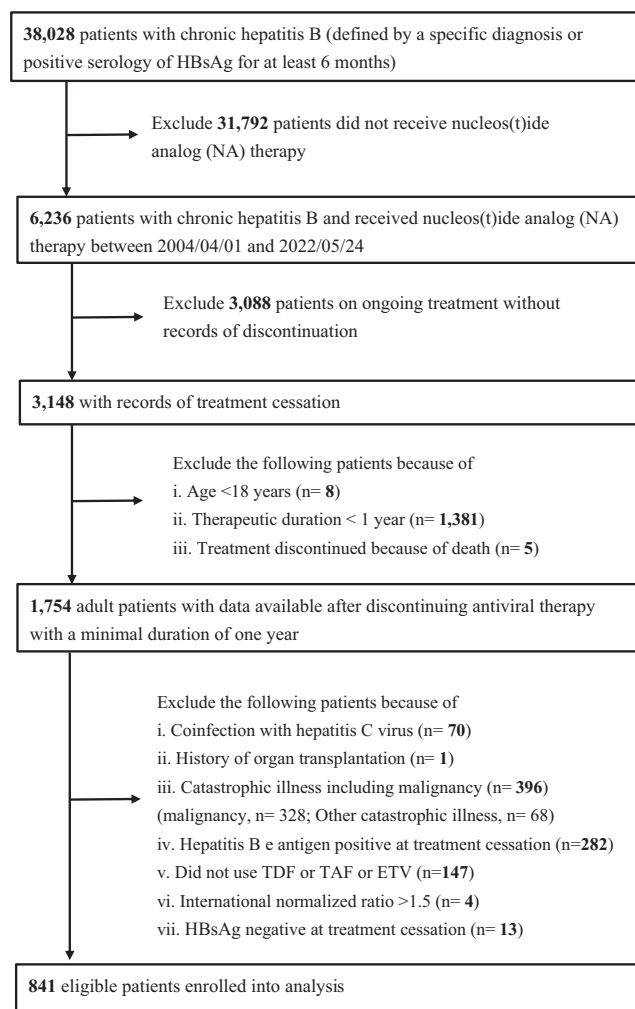 38,028 patients with chronic hepatitis B (defined by a specific diagnosis or
positive serology of HBsAg for at least 6 months)
Exclude 31,792 patients did not receive nucleos(t)ide
analog (NA) therapy
6,236 patients with chronic hepatitis B and received nucleos(t)ide analog (NA)
therapy between 2004/04/01 and 2022/05/24
Exclude 3,088 patients on ongoing treatment without
records of discontinuation
3,148 with records of treatment cessation
Exclude the following patients because of
i. Age <18 years (n= 8)
ii. Therapeutic duration < 1 year (n= 1,381)
iii. Treatment discontinued because of death (n= 5)
1,754 adult patients with data available after discontinuing antiviral therapy
with a minimal duration of one year
Exclude the following patients because of
i. Coinfection with hepatitis C virus (n= 70)
ii. History of organ transplantation (n= 1)
iii. Catastrophic illness including malignancy (n= 396)
(malignancy, n= 328; Other catastrophic illness, n= 68)
iv. Hepatitis B e antigen positive at treatment cessation (n=282)
v. Did not use TDF or TAF or ETV (n=147)
vi. International normalized ratio >1.5 (n= 4)
vii. HBsAg negative at treatment cessation (n= 13)
841 eligible patients enrolled into analysis